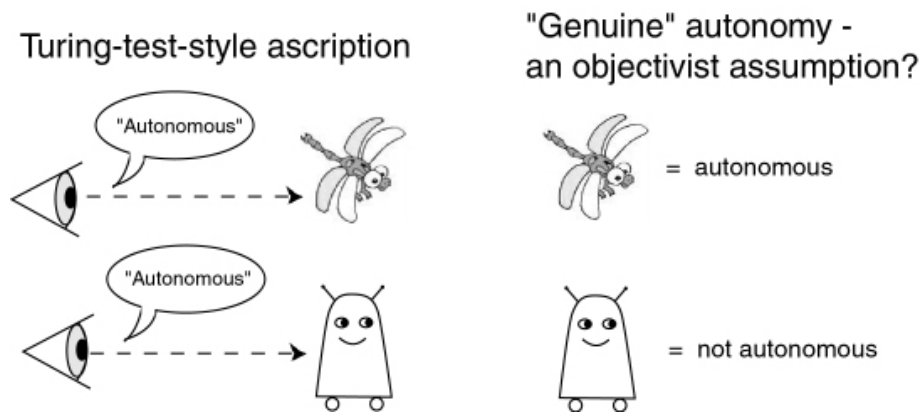 Turing-test-style ascription
"Genuine" autonomy -
an objectivist assumption?
"Autonomous"
= autonomous
"Autonomous"
= not autonomous